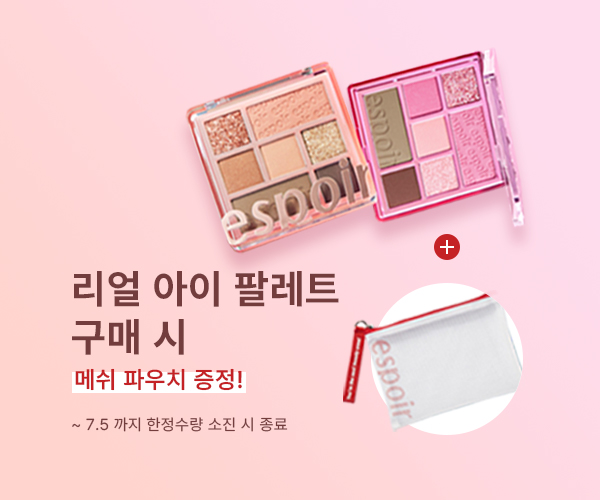 espoir
espoir
리얼 아이 팔레트
구매 시
메쉬 파우치 증정!
espoir
~ 7.5 까지 한정수량 소진 시 종료